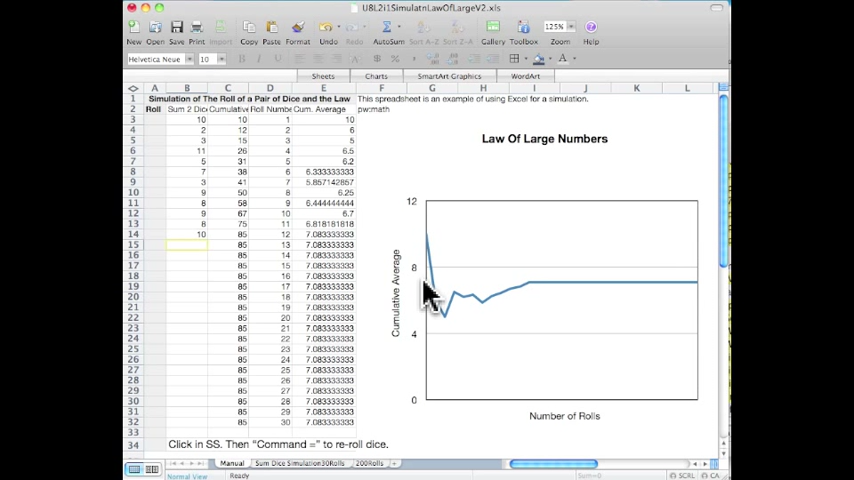 U8L2i1SimulatnLawOfLargeV2.xls
New Open Save Print Import Copy Paste Format Undo Redo AutoSum Sort A-Z Sort Z-A Gallery Toolbox Zoom Help
125%
Helvetica Neue 10 B I U
Sheets Charts SmartArt Graphics WordArt
A B C D E F G H I J K L
1 Simulation of The Roll of a Pair of Dice and the Law This spreadsheet is an example of using Excel for a simulation.
2 Roll Sum 2 Dic Cumulative Roll Numbe Cum. Average pw:math
3 10 10 1 10
4 2 12 2 6
5 3 15 3 5
6 11 26 4 6.5
7 5 31 5 6.2
8 7 38 6 6.333333333
9 3 41 7 5.857142857
10 9 50 8 6.25
11 8 58 9 6.444444444
12 9 67 10 6.7
13 8 75 11 6.818181818
14 10 85 12 7.083333333
15 85 13 7.083333333
16 85 14 7.083333333
17 85 15 7.083333333
18 85 16 7.083333333
19 85 17 7.083333333
20 85 18 7.083333333
21 85 19 7.083333333
22 85 20 7.083333333
23 85 21 7.083333333
24 85 22 7.083333333
25 85 23 7.083333333
26 85 24 7.083333333
27 85 25 7.083333333
28 85 26 7.083333333
29 85 27 7.083333333
30 85 28 7.083333333
31 85 29 7.083333333
32 85 30 7.083333333
33
34 Click in SS. Then “Command =” to re-roll dice.
Law Of Large Numbers
12
8
4
0
Cumulative Average
Number of Rolls
Manual Sum Dice Simulation30Rolls 200Rolls +
Normal View Ready Sum=0 SCRL CA